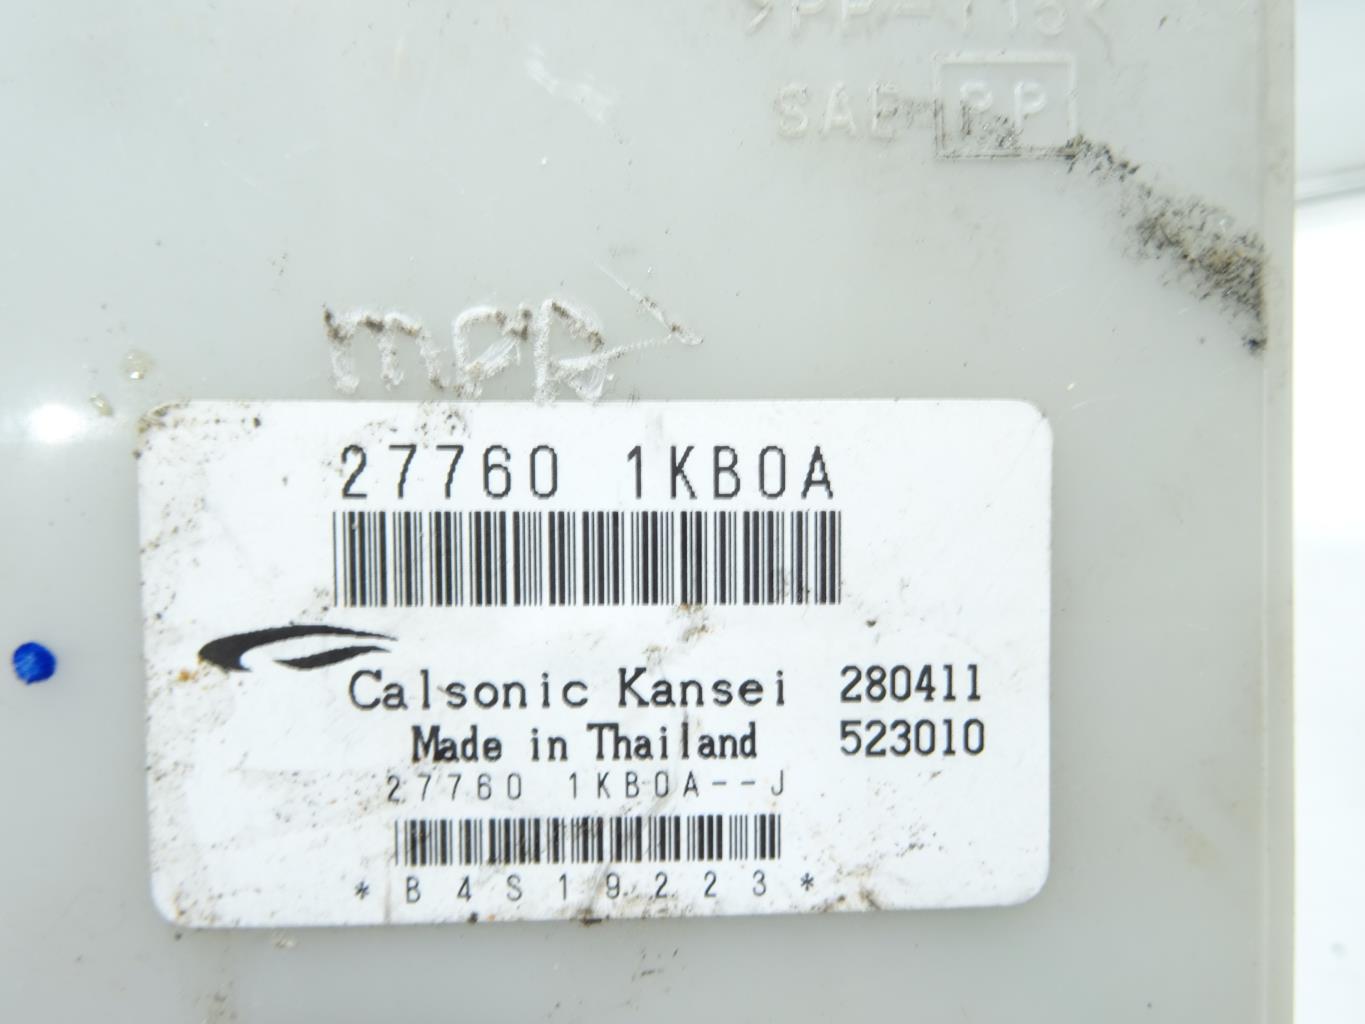 SAE PP
27760 1KB0A
Calsonic Kansei 280411
Made in Thailand 523010
27760 1KB0A--J
*B4S19223*